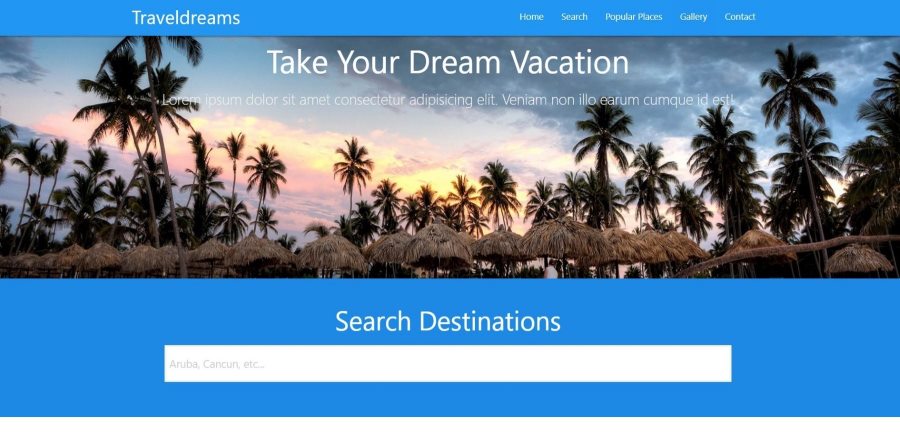 Traveldreams
Home Search Popular Places Gallery Contact
Take Your Dream Vacation
Lorem ipsum dolor sit amet consectetur adipisicing elit. Veniam non illo earum cumque id est!
Search Destinations
Aruba, Cancun, etc...